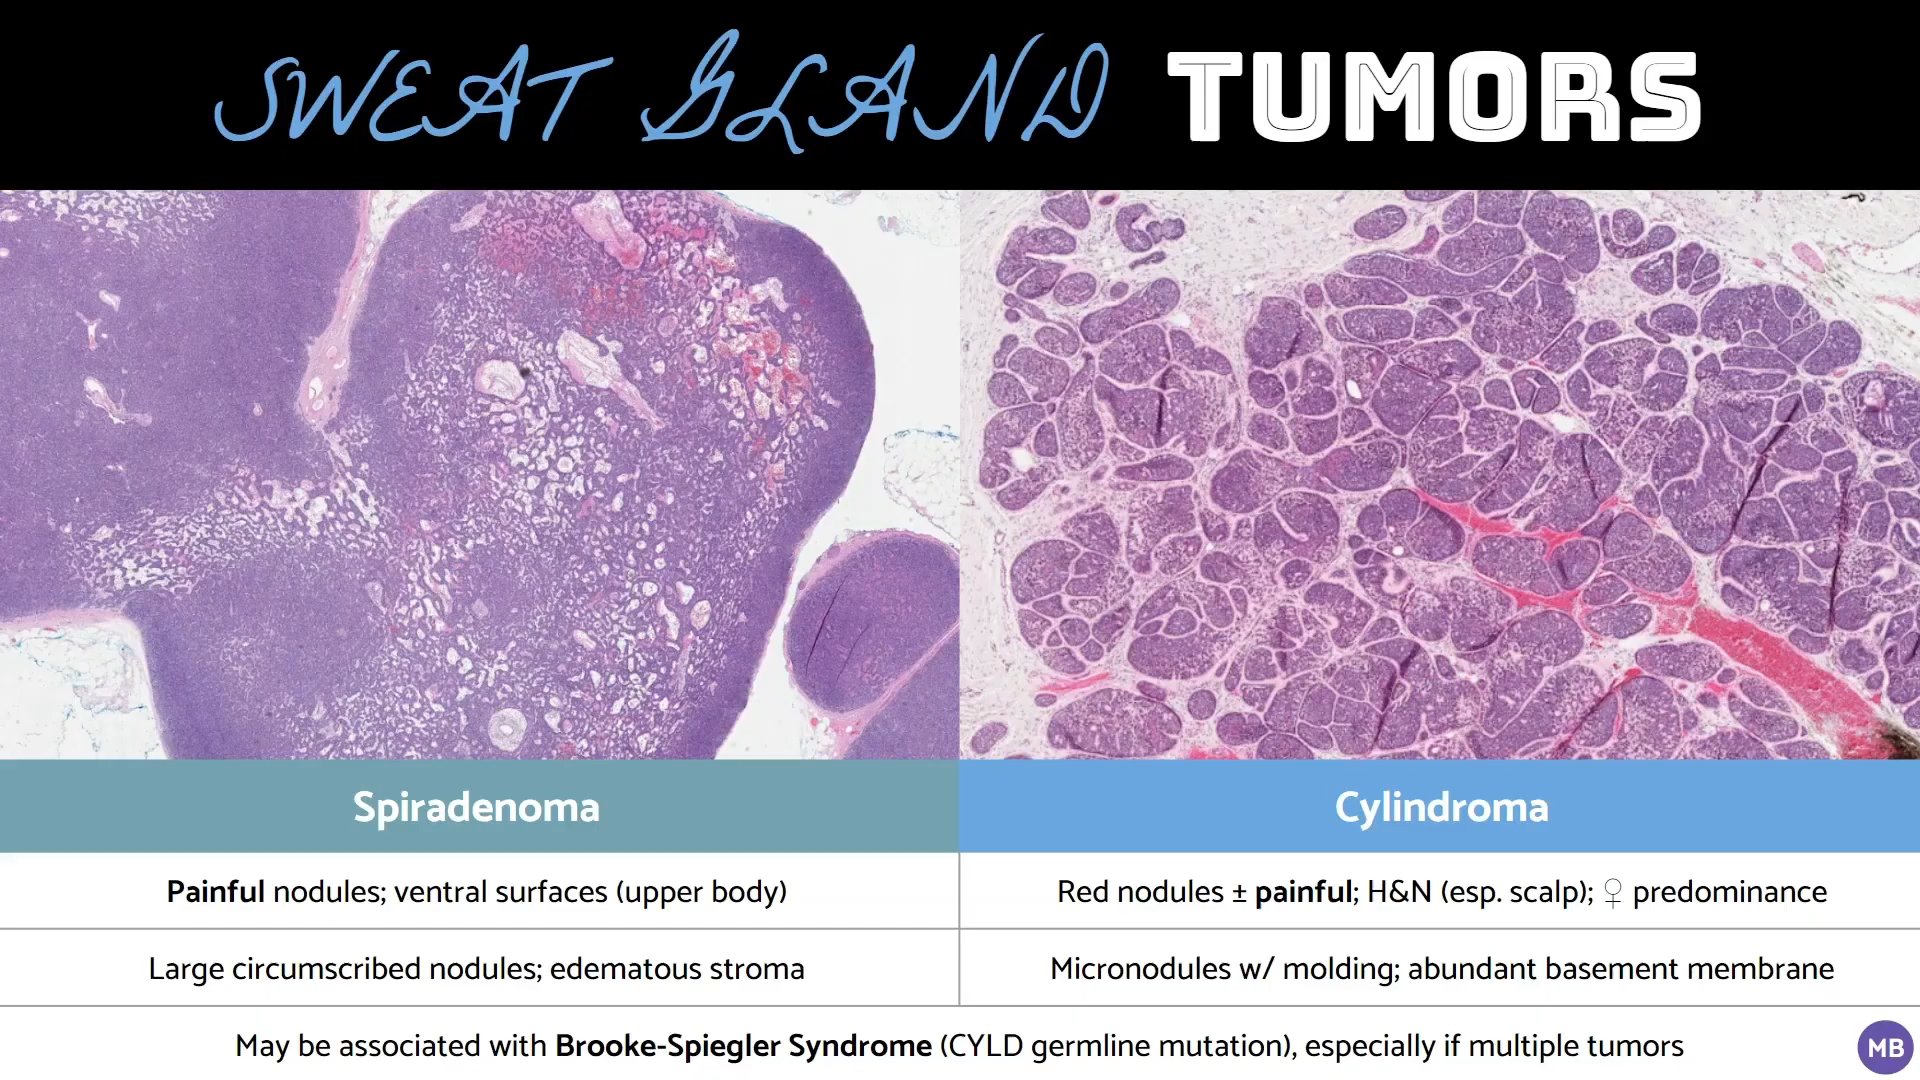 SWEAT GLAND TUMORS
Spiradenoma
Cylindroma
Painful nodules; ventral surfaces (upper body)
Red nodules ± painful; H&N (esp. scalp); ♀ predominance
Large circumscribed nodules; edematous stroma
Micronodules w/ molding; abundant basement membrane
May be associated with Brooke-Spiegler Syndrome (CYLD germline mutation), especially if multiple tumors
MB